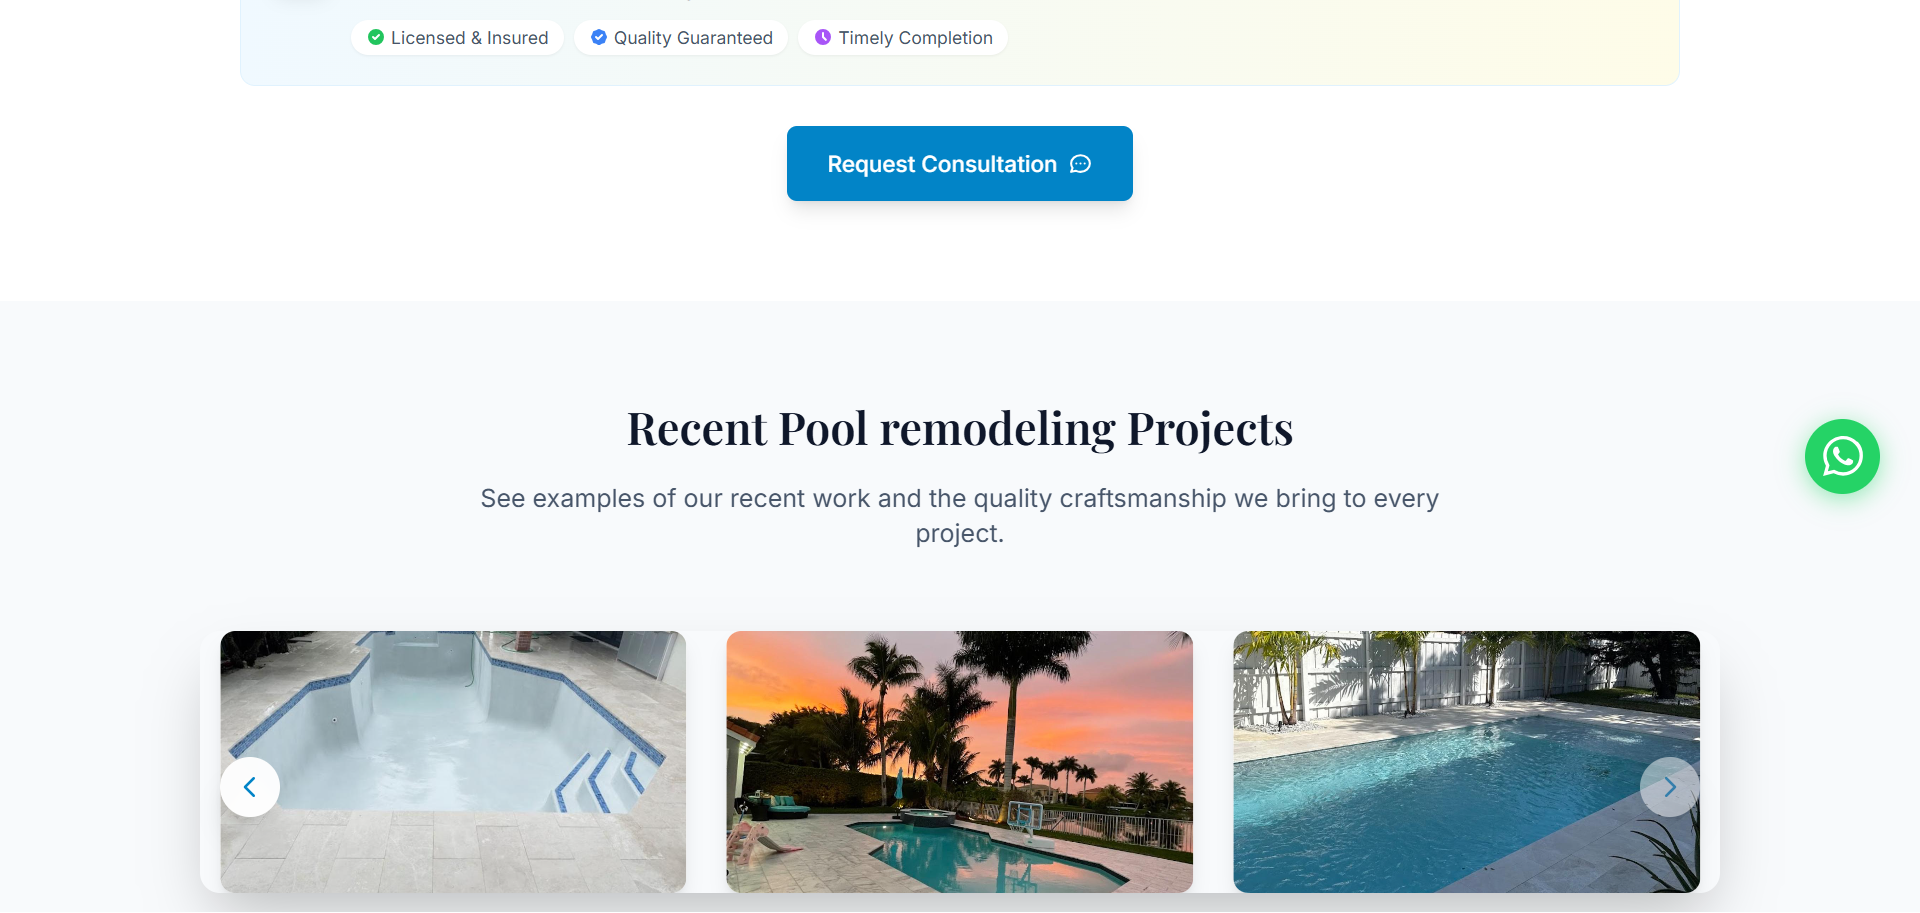 Licensed & Insured
Quality Guaranteed
Timely Completion
Request Consultation
Recent Pool remodeling Projects
See examples of our recent work and the quality craftsmanship we bring to every
project.